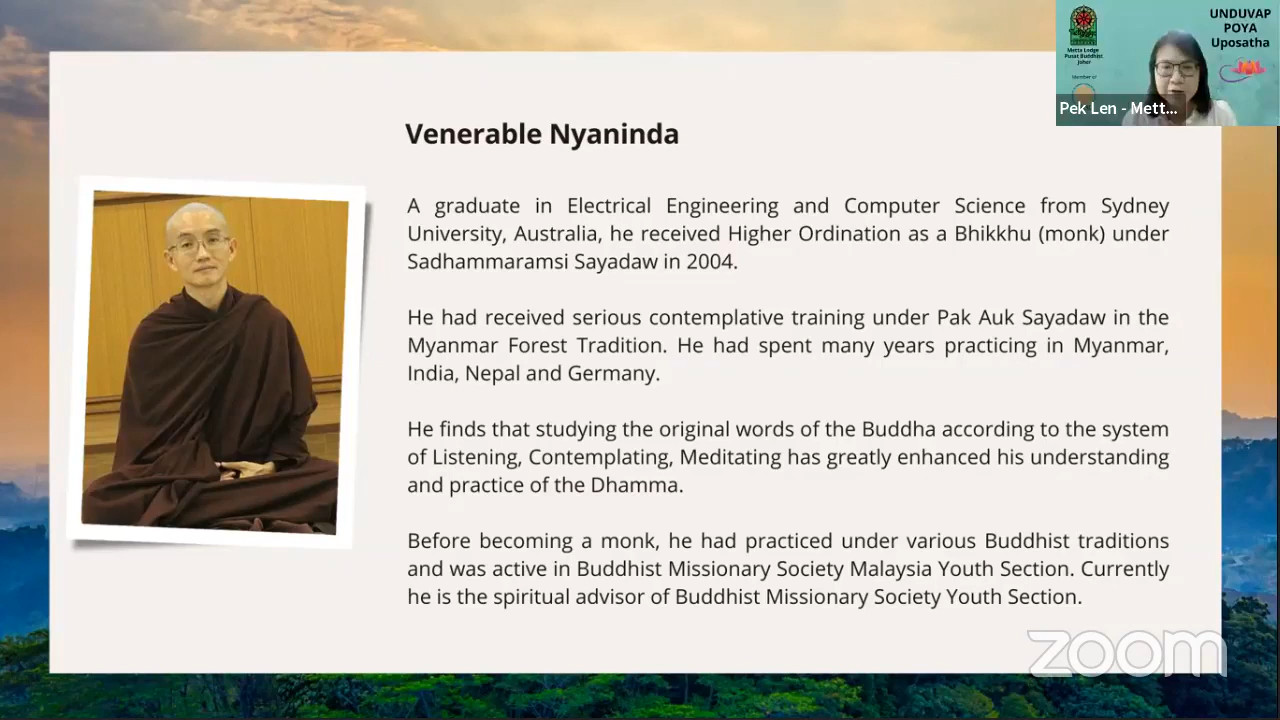 Venerable Nyaninda
A graduate in Electrical Engineering and Computer Science from Sydney
University, Australia, he received Higher Ordination as a Bhikkhu (monk) under
Sadhammaramsi Sayadaw in 2004.
He had received serious contemplative training under Pak Auk Sayadaw in the
Myanmar Forest Tradition. He had spent many years practicing in Myanmar,
India, Nepal and Germany.
He finds that studying the original words of the Buddha according to the system
of Listening, Contemplating, Meditating has greatly enhanced his understanding
and practice of the Dhamma.
Before becoming a monk, he had practiced under various Buddhist traditions
and was active in Buddhist Missionary Society Malaysia Youth Section. Currently
he is the spiritual advisor of Buddhist Missionary Society Youth Section.
Metta Lodge
Pusat Buddhist
Johor
Member of
UNDUVAP
POYA
Uposatha
Pek Len - Mett...
zoom